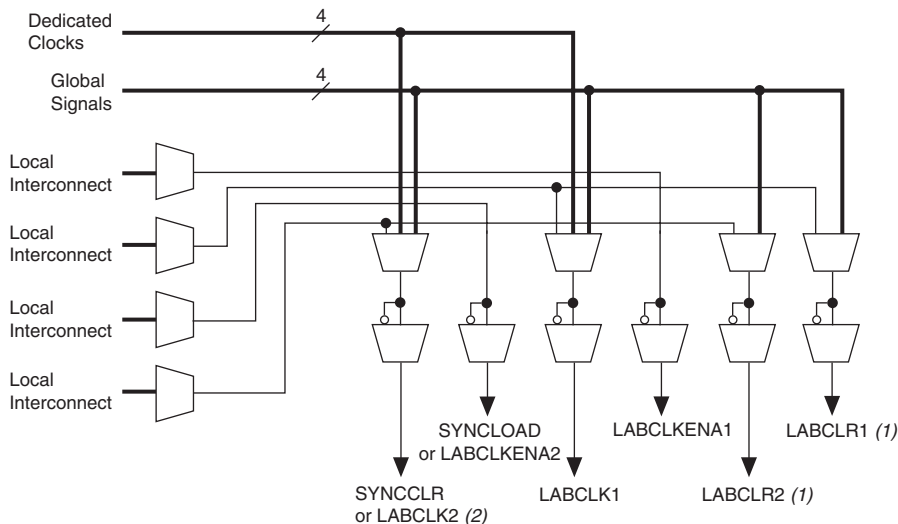 Dedicated
Clocks
4
Global
Signals
4
Local
Interconnect
Local
Interconnect
Local
Interconnect
Local
Interconnect
SYNCLOAD
or LABCLKENA2
LABCLKENA1
LABCLR1 (1)
SYNCCLR
or LABCLK2 (2)
LABCLK1
LABCLR2 (1)